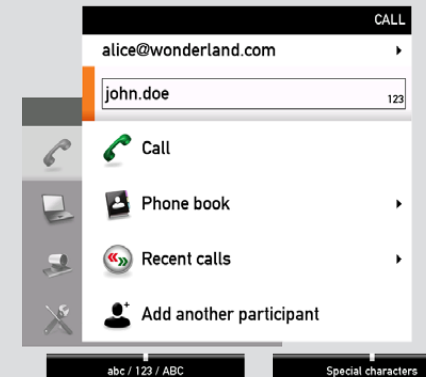 CALL
alice@wonderland.com
john.doe
123
Call
Phone book
Recent calls
Add another participant
abc / 123 / ABC
Special characters